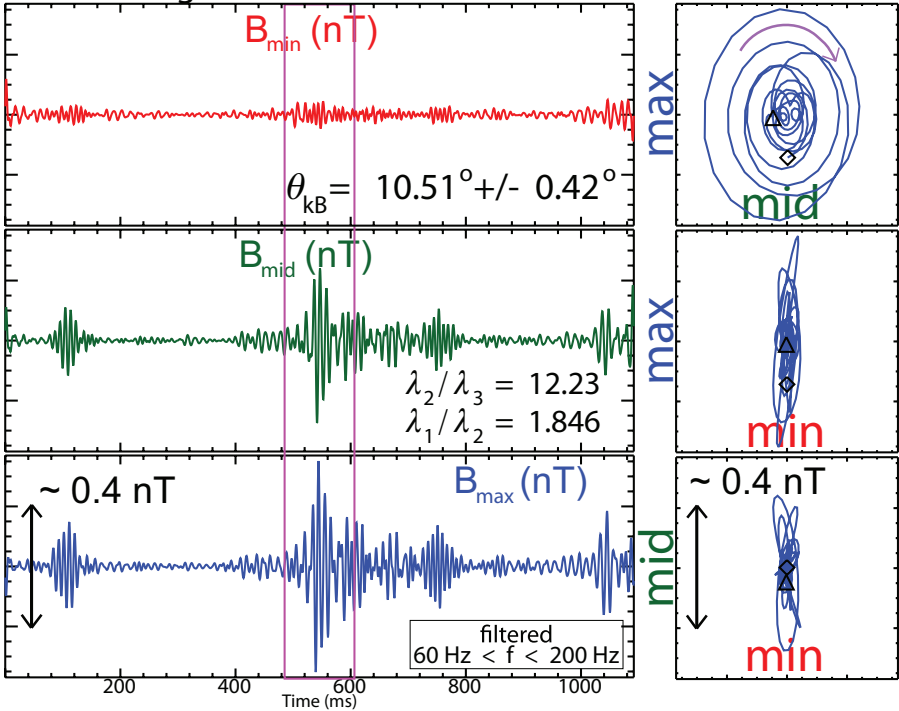 B_min (nT)
θ_kB = 10.51° +/- 0.42°
max
mid
B_mid (nT)
λ_2/λ_3 = 12.23
λ_1/λ_2 = 1.846
max
min
~ 0.4 nT
B_max (nT)
filtered
60 Hz < f < 200 Hz
200 400 600 800 1000
Time (ms)
~ 0.4 nT
mid
min